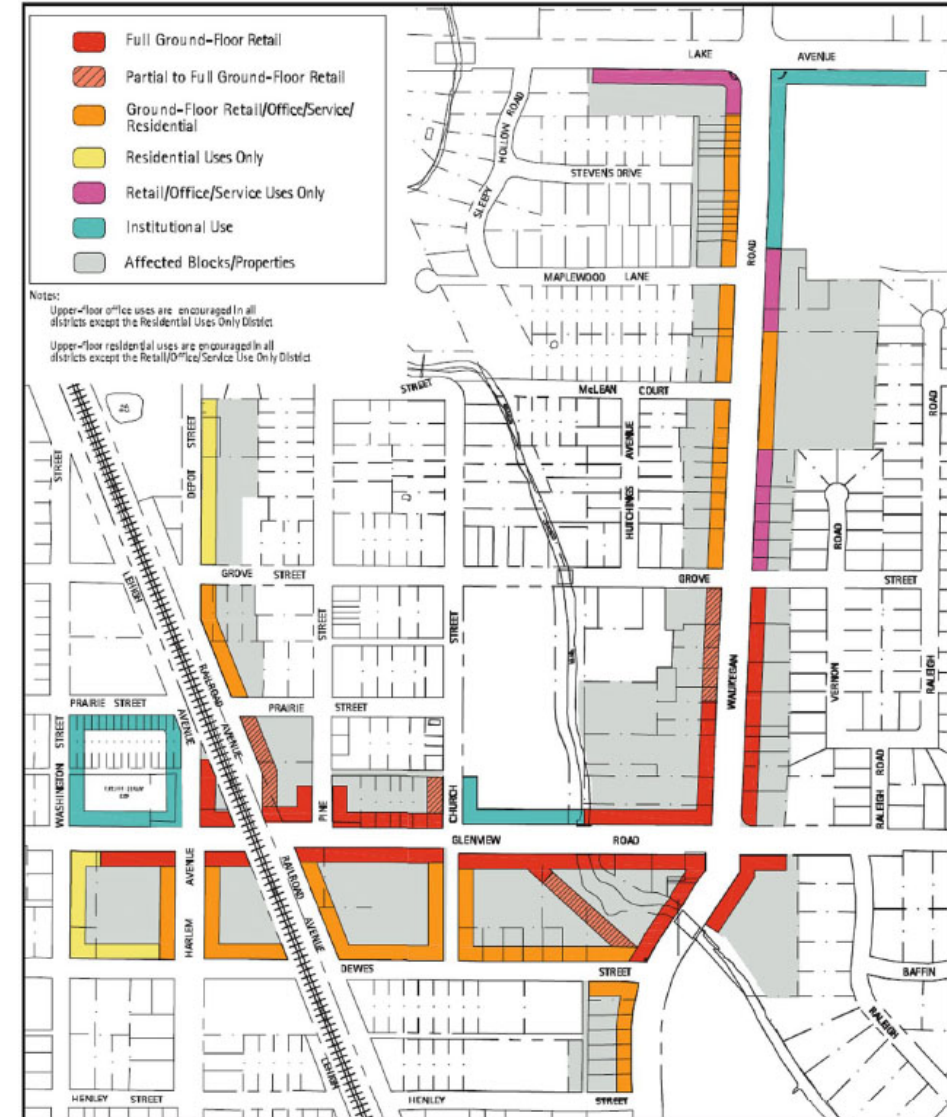 Full Ground-Floor Retail
Partial to Full Ground-Floor Retail
Ground-Floor Retail/Office/Service/
Residential
Residential Uses Only
Retail/Office/Service Uses Only
Institutional Use
Affected Blocks/Properties
Notes:
Upper-floor office uses are encouraged in all
districts except the Residential Uses Only District
Upper-floor residential uses are encouraged in all
districts except the Retail/Office/Service Use Only District
LAKE
AVENUE
SLEEPY
HOLLOW
ROAD
STEVENS DRIVE
ROAD
MAPLEWOOD LANE
STREET
McLEAN COURT
ROAD
STREET
DEPOT
STREET
HUTCHINGS
AVENUE
ROAD
LEHIGH
GROVE STREET
GROVE
STREET
STREET
STREET
RAILROAD
AVENUE
WAUKEGAN
VERNON
RALEIGH
PRAIRIE STREET
AVENUE
PRAIRIE
STREET
WASHINGTON
STREET
PINE
CHURCH
RALEIGH
ROAD
GLENVIEW
ROAD
HARLEM
AVENUE
RAILROAD
AVENUE
DEWES
STREET
BAFFIN
RALEIGH
LEHIGH
HENLEY STREET
HENLEY
STREET